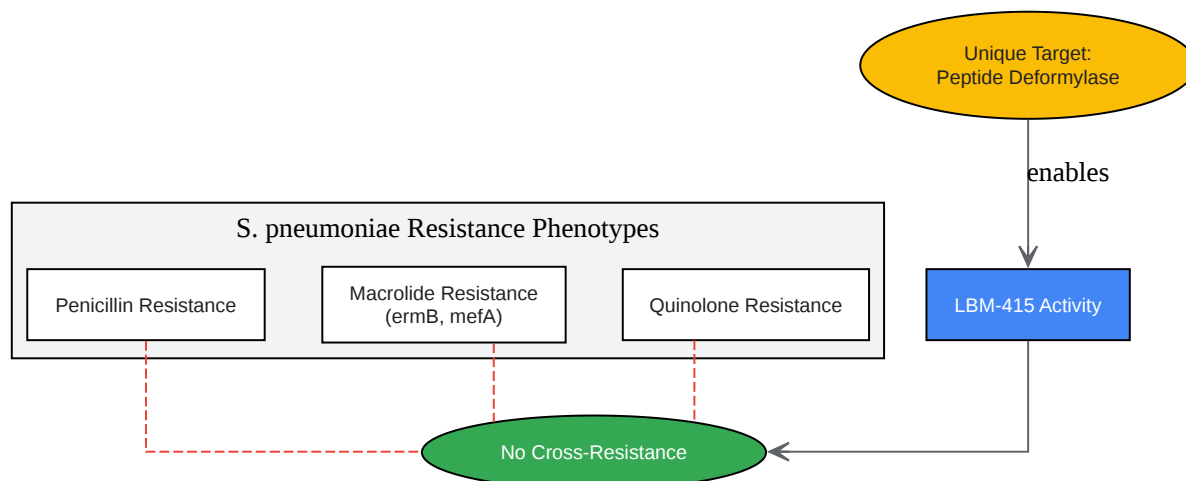 Unique Target:
Peptide Deformylase
enables
S. pneumoniae Resistance Phenotypes
Penicillin Resistance
Macrolide Resistance
(ermB, mefA)
Quinolone Resistance
LBM-415 Activity
No Cross-Resistance